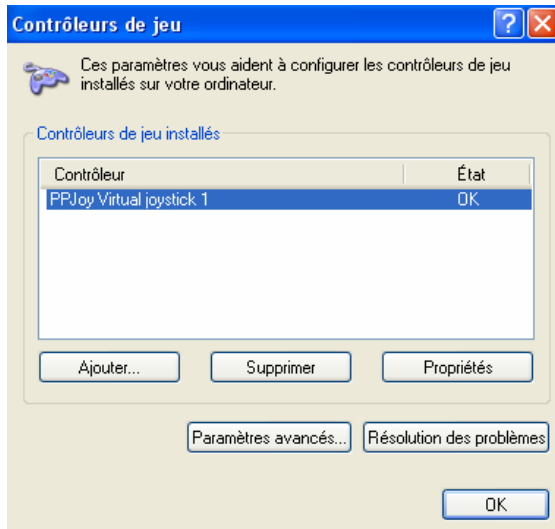 Contrôleurs de jeu
Ces paramètres vous aident à configurer les contrôleurs de jeu
installés sur votre ordinateur.
Contrôleurs de jeu installés
Contrôleur État
PPJoy Virtual joystick 1 OK
Ajouter... Supprimer Propriétés
Paramètres avancés... Résolution des problèmes
OK